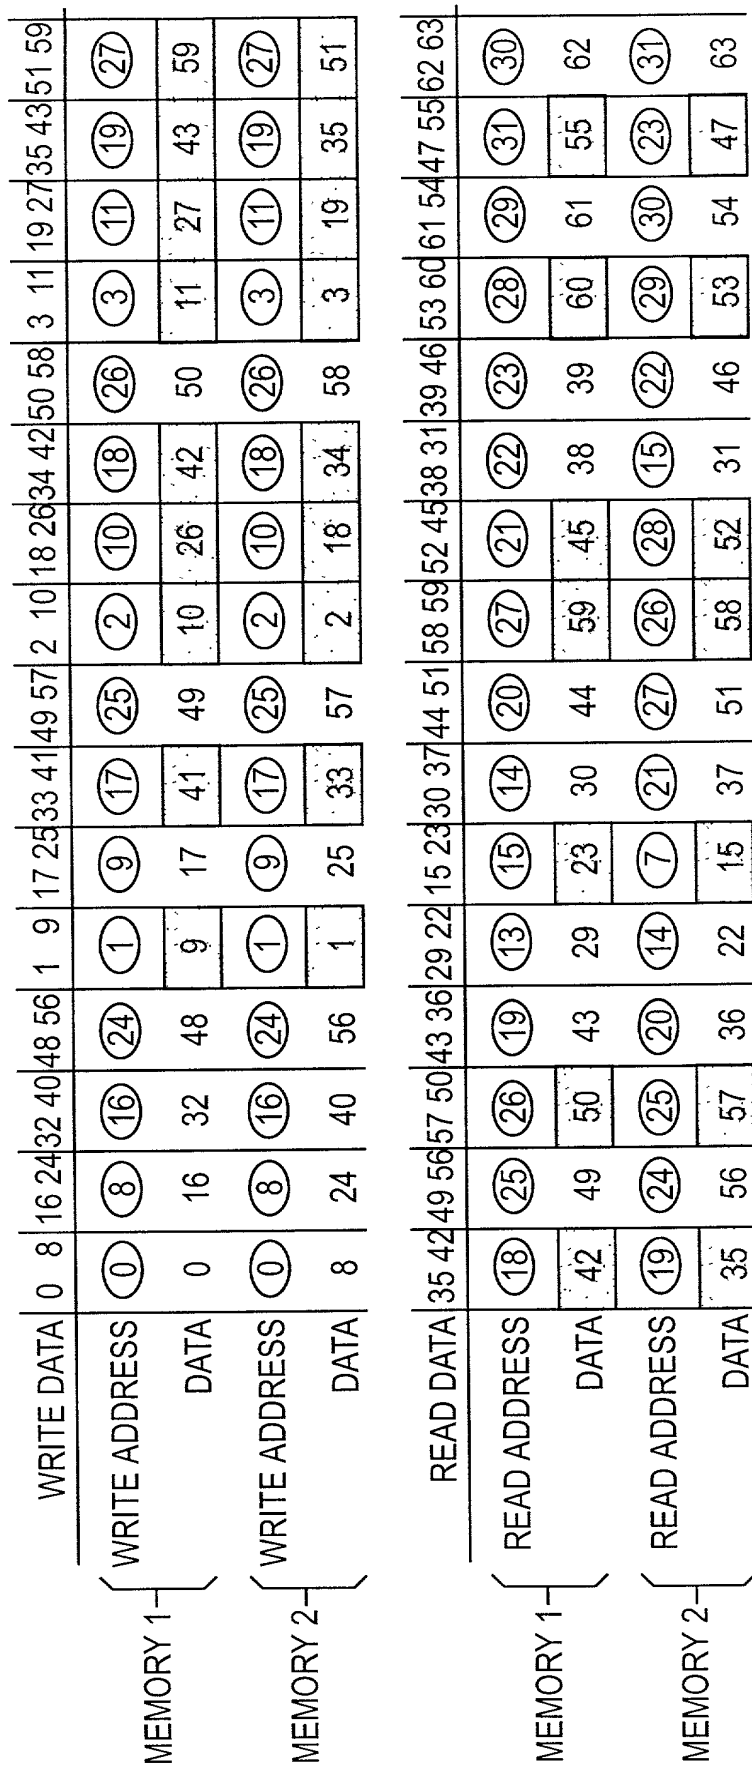 WRITE DATA 0 8 16 24 32 40 48 56 1 9 17 25 33 41 49 57 2 10 18 26 34 42 50 58 3 11 19 27 35 43 51 59
MEMORY 1
WRITE ADDRESS 0 8 16 24 1 9 17 25 2 10 18 26 3 11 19 27
DATA 0 16 32 48 9 17 41 49 10 26 42 50 11 27 43 59
MEMORY 2
WRITE ADDRESS 0 8 16 24 1 9 17 25 2 10 18 26 3 11 19 27
DATA 8 24 40 56 1 25 33 57 2 18 34 58 3 19 35 51
READ DATA 35 42 49 56 57 50 43 36 29 22 15 23 30 37 44 51 58 59 52 45 38 31 39 46 53 60 61 54 47 55 62 63
MEMORY 1
READ ADDRESS 18 25 26 19 13 15 14 20 27 21 22 23 28 29 31 30
DATA 42 49 50 43 29 23 30 44 59 45 38 39 60 61 55 62
MEMORY 2
READ ADDRESS 19 24 25 20 14 7 21 27 26 28 15 22 29 30 23 31
DATA 35 56 57 36 22 15 37 51 58 52 31 46 53 54 47 63